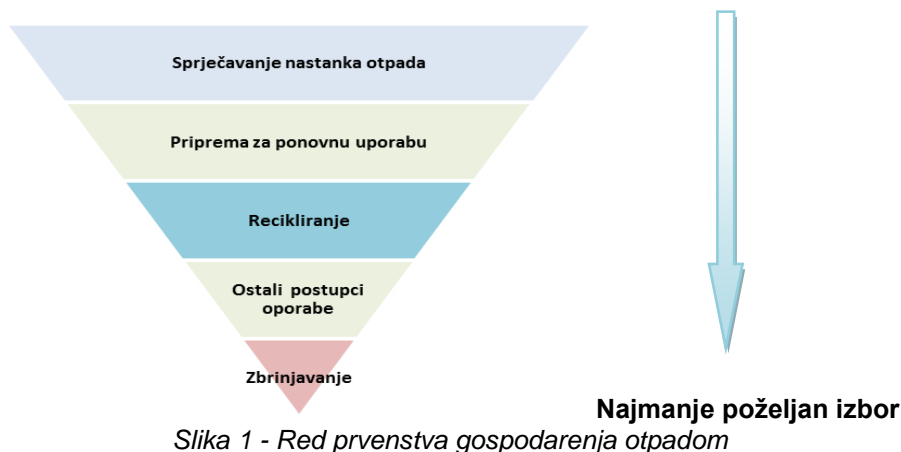 Sprječavanje nastanka otpada
Priprema za ponovnu uporabu
Recikliranje
Ostali postupci
oporabe
Zbrinjavanje
Najmanje poželjan izbor
Slika 1 - Red prvenstva gospodarenja otpadom